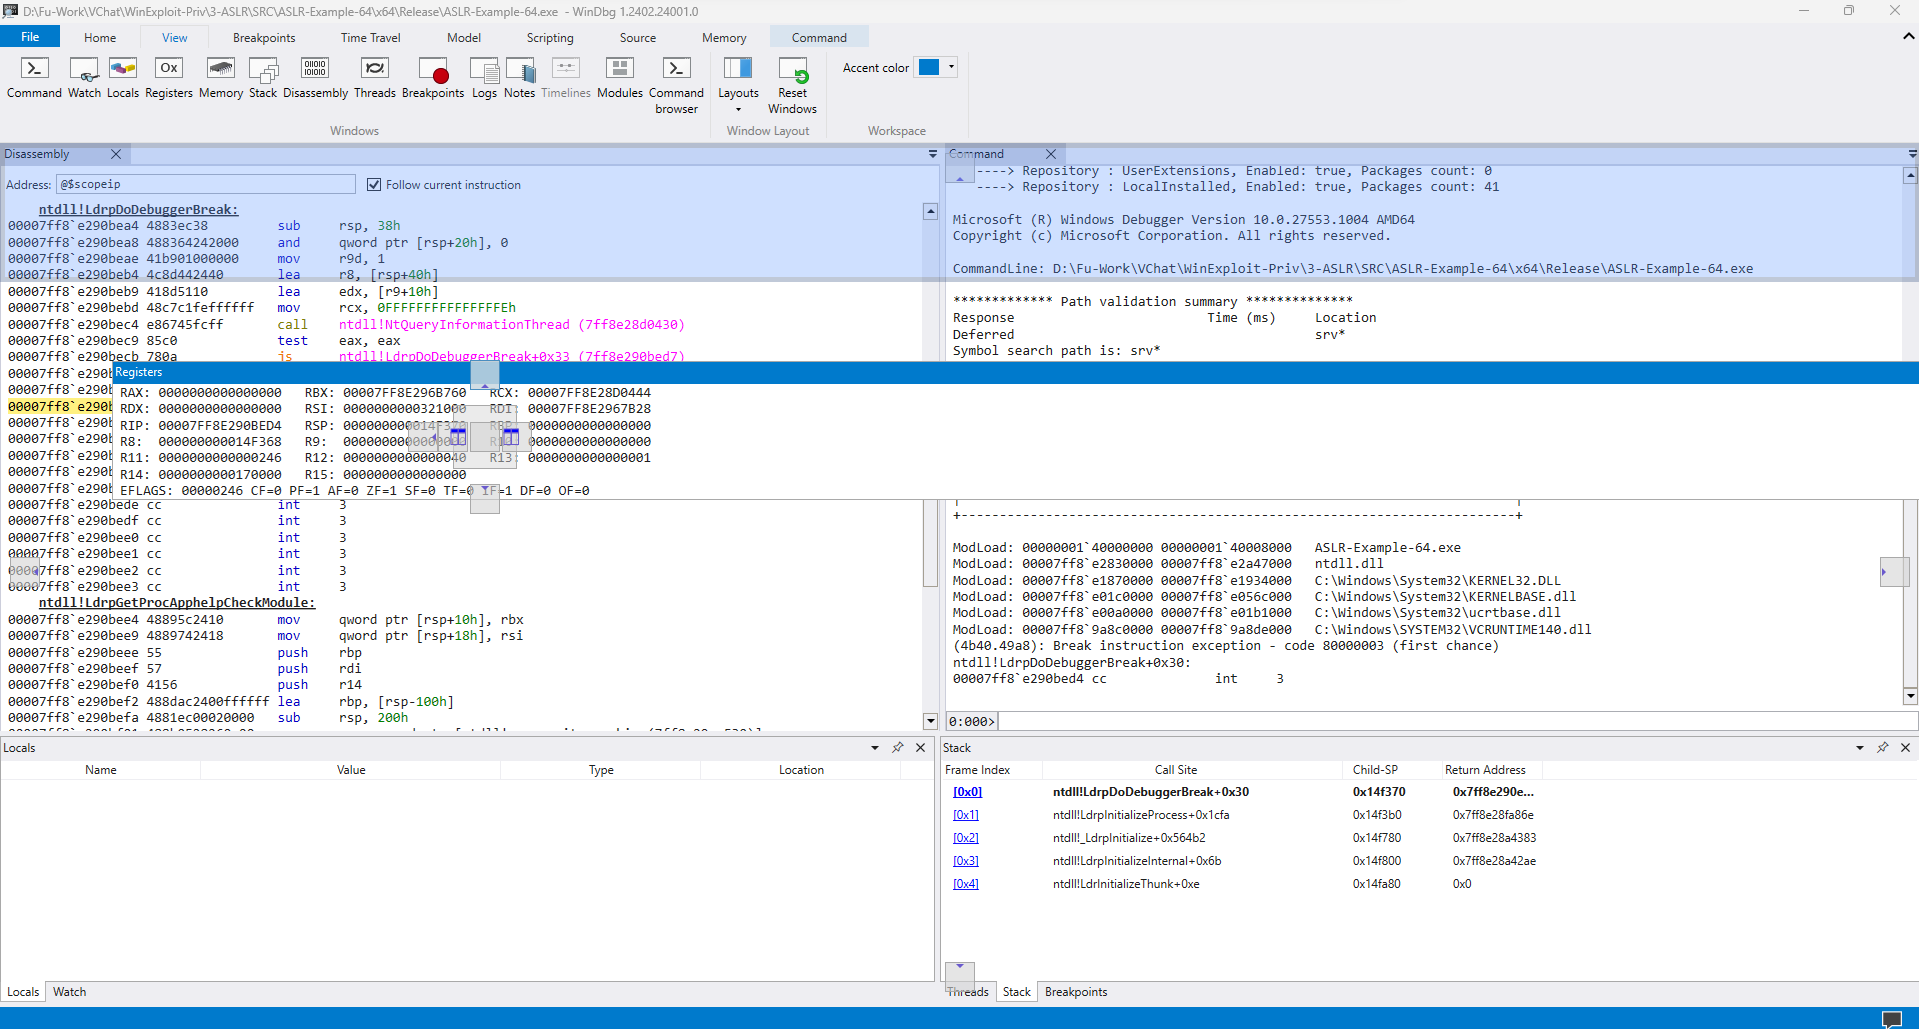 D:\Fu-Work\VChat\WinExploit-Priv\3-ASLR\SRC\ASLR-Example-64\x64\Release\ASLR-Example-64.exe - WinDbg 1.2402.24001.0
File Home View Breakpoints Time Travel Model Scripting Source Memory Command
Command Watch Locals Registers Memory Stack Disassembly Threads Breakpoints Logs Notes Timelines Modules Command browser Layouts Reset Windows Accent color
Windows Window Layout Workspace
Disassembly
Address: @$scopeip Follow current instruction
ntdll!LdrpDoDebuggerBreak:
00007ff8`e290bea4 4883ec38 sub rsp, 38h
00007ff8`e290bea8 488364242000 and qword ptr [rsp+20h], 0
00007ff8`e290beae 41b901000000 mov r9d, 1
00007ff8`e290beb4 4c8d442440 lea r8, [rsp+40h]
00007ff8`e290beb9 418d5110 lea edx, [r9+10h]
00007ff8`e290bebd 48c7c1feffffff mov rcx, 0FFFFFFFFFFFFFFFEh
00007ff8`e290bec4 e86745fcff call ntdll!NtQueryInformationThread (7ff8e28d0430)
00007ff8`e290bec9 85c0 test eax, eax
00007ff8`e290becb 780a js ntdll!LdrpDoDebuggerBreak+0x33 (7ff8e290bed7)
00007ff8`e290b
00007ff8`e290b
00007ff8`e290b
00007ff8`e290b
00007ff8`e290b
00007ff8`e290b
00007ff8`e290b
00007ff8`e290b
00007ff8`e290bede cc int 3
00007ff8`e290bedf cc int 3
00007ff8`e290bee0 cc int 3
00007ff8`e290bee1 cc int 3
00007ff8`e290bee2 cc int 3
00007ff8`e290bee3 cc int 3
ntdll!LdrpGetProcApphelpCheckModule:
00007ff8`e290bee4 48895c2410 mov qword ptr [rsp+10h], rbx
00007ff8`e290bee9 4889742418 mov qword ptr [rsp+18h], rsi
00007ff8`e290beee 55 push rbp
00007ff8`e290beef 57 push rdi
00007ff8`e290bef0 4156 push r14
00007ff8`e290bef2 488dac2400ffffff lea rbp, [rsp-100h]
00007ff8`e290befa 4881ec00020000 sub rsp, 200h
Registers
RAX: 0000000000000000 RBX: 00007FF8E296B760 RCX: 00007FF8E28D0444
RDX: 0000000000000000 RSI: 0000000000321000 RDI: 00007FF8E2967B28
RIP: 00007FF8E290BED4 RSP: 000000000014F370 RBP: 0000000000000000
R8: 000000000014F368 R9: 0000000000000000 R10: 0000000000000000
R11: 0000000000000246 R12: 0000000000000040 R13: 0000000000000001
R14: 0000000000170000 R15: 0000000000000000
EFLAGS: 00000246 CF=0 PF=1 AF=0 ZF=1 SF=0 TF=0 IF=1 DF=0 OF=0
Command
----> Repository : UserExtensions, Enabled: true, Packages count: 0
----> Repository : LocalInstalled, Enabled: true, Packages count: 41
Microsoft (R) Windows Debugger Version 10.0.27553.1004 AMD64
Copyright (c) Microsoft Corporation. All rights reserved.
CommandLine: D:\Fu-Work\VChat\WinExploit-Priv\3-ASLR\SRC\ASLR-Example-64\x64\Release\ASLR-Example-64.exe
************* Path validation summary **************
Response Time (ms) Location
Deferred srv*
Symbol search path is: srv*
+------------------------------------------------------------------------+
ModLoad: 00000001`40000000 00000001`40008000 ASLR-Example-64.exe
ModLoad: 00007ff8`e2830000 00007ff8`e2a47000 ntdll.dll
ModLoad: 00007ff8`e1870000 00007ff8`e1934000 C:\Windows\System32\KERNEL32.DLL
ModLoad: 00007ff8`e01c0000 00007ff8`e056c000 C:\Windows\System32\KERNELBASE.dll
ModLoad: 00007ff8`e00a0000 00007ff8`e01b1000 C:\Windows\System32\ucrtbase.dll
ModLoad: 00007ff8`9a8c0000 00007ff8`9a8de000 C:\Windows\SYSTEM32\VCRUNTIME140.dll
(4b40.49a8): Break instruction exception - code 80000003 (first chance)
ntdll!LdrpDoDebuggerBreak+0x30:
00007ff8`e290bed4 cc int 3
0:000>
Locals
Name Value Type Location
Locals Watch
Stack
Frame Index Call Site Child-SP Return Address
[0x0] ntdll!LdrpDoDebuggerBreak+0x30 0x14f370 0x7ff8e290e...
[0x1] ntdll!LdrpInitializeProcess+0x1cfa 0x14f3b0 0x7ff8e28fa86e
[0x2] ntdll!_LdrpInitialize+0x564b2 0x14f780 0x7ff8e28a4383
[0x3] ntdll!LdrpInitializeInternal+0x6b 0x14f800 0x7ff8e28a42ae
[0x4] ntdll!LdrInitializeThunk+0xe 0x14fa80 0x0
Threads Stack Breakpoints